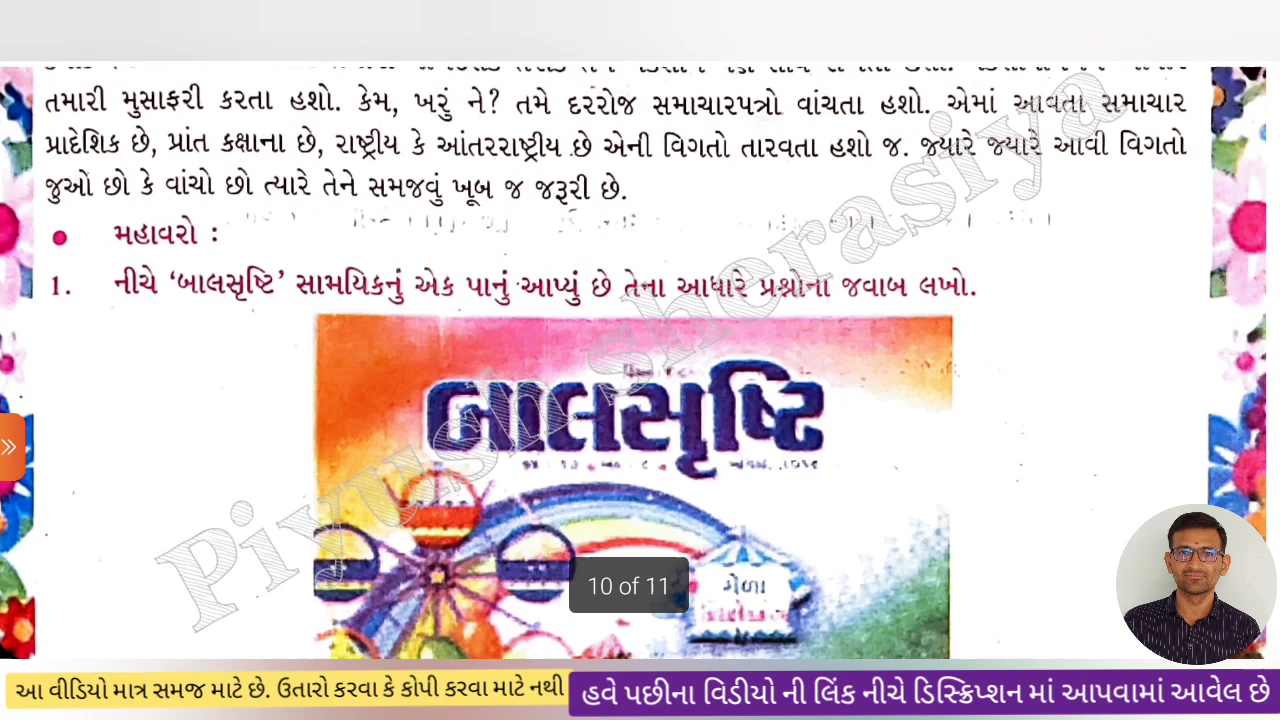 તમારી મુસાફરી કરતા હશો. કેમ, ખરું ને? તમે દરરોજ સમાચારપત્રો વાંચતા હશો. એમાં આવતા સમાચાર
પ્રાદેશિક છે, પ્રાંત કક્ષાના છે, રાષ્ટ્રીય કે આંતરરાષ્ટ્રીય છે એની વિગતો તારવતા હશો જ. જ્યારે જ્યારે આવી વિગતો
જુઓ છો કે વાંચો છો ત્યારે તેને સમજવું ખૂબ જ જરૂરી છે.
● મહાવરો :
1. નીચે ‘બાલસૃષ્ટિ’ સામયિકનું એક પાનું આપ્યું છે તેના આધારે પ્રશ્નોના જવાબ લખો.
બાલસૃષ્ટિ
મેળા
10 of 11
Piyush sherasiya
આ વીડિયો માત્ર સમજ માટે છે. ઉતારો કરવા કે કોપી કરવા માટે નથી
હવે પછીના વિડીયો ની લિંક નીચે ડિસ્ક્રિપ્શન માં આપવામાં આવેલ છે